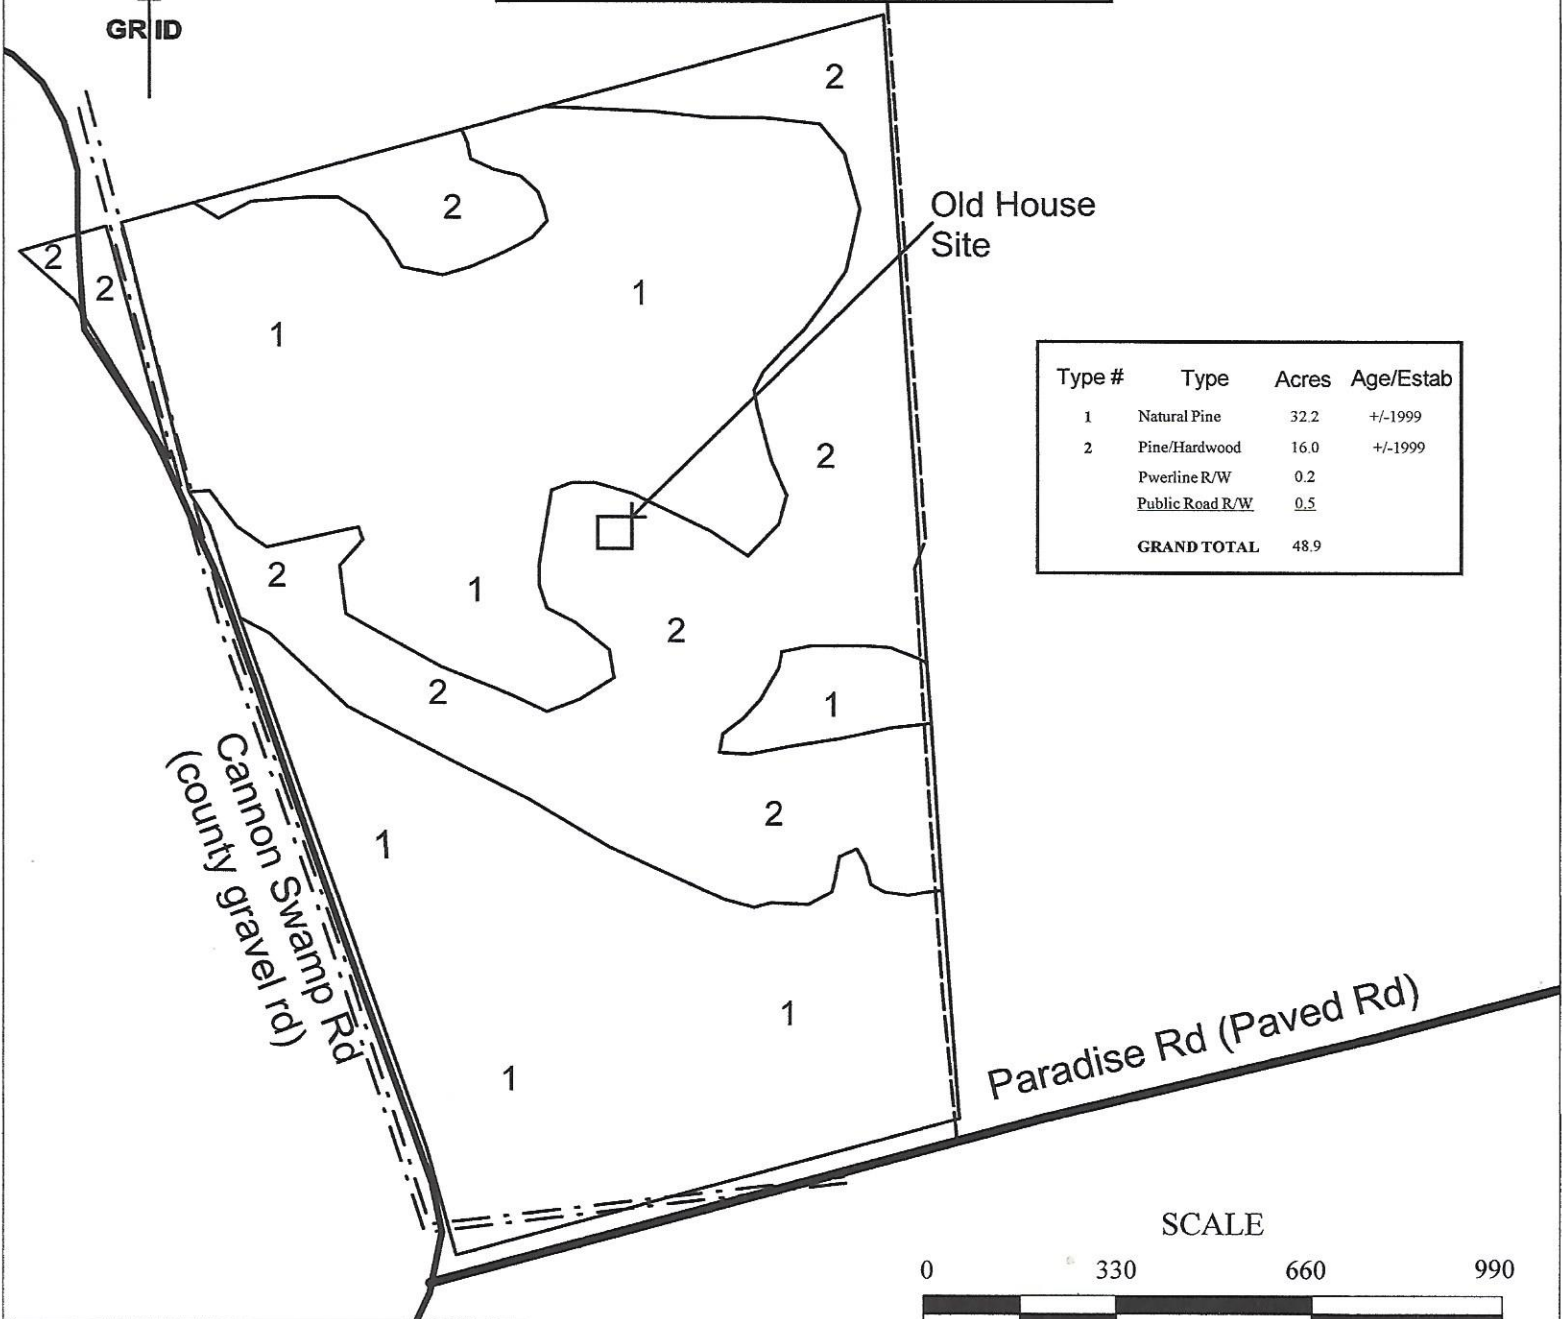 GRID
2
2
Old House
Site
2
2
1
1
Type # Type Acres Age/Estab
1 Natural Pine 32.2 +/-1999
2 Pine/Hardwood 16.0 +/-1999
Pwerline R/W 0.2
Public Road R/W 0.5
GRAND TOTAL 48.9
2
2
1
2
2
1
2
1
Cannon Swamp Rd
(county gravel rd)
1
1
Paradise Rd (Paved Rd)
SCALE
0 330 660 990